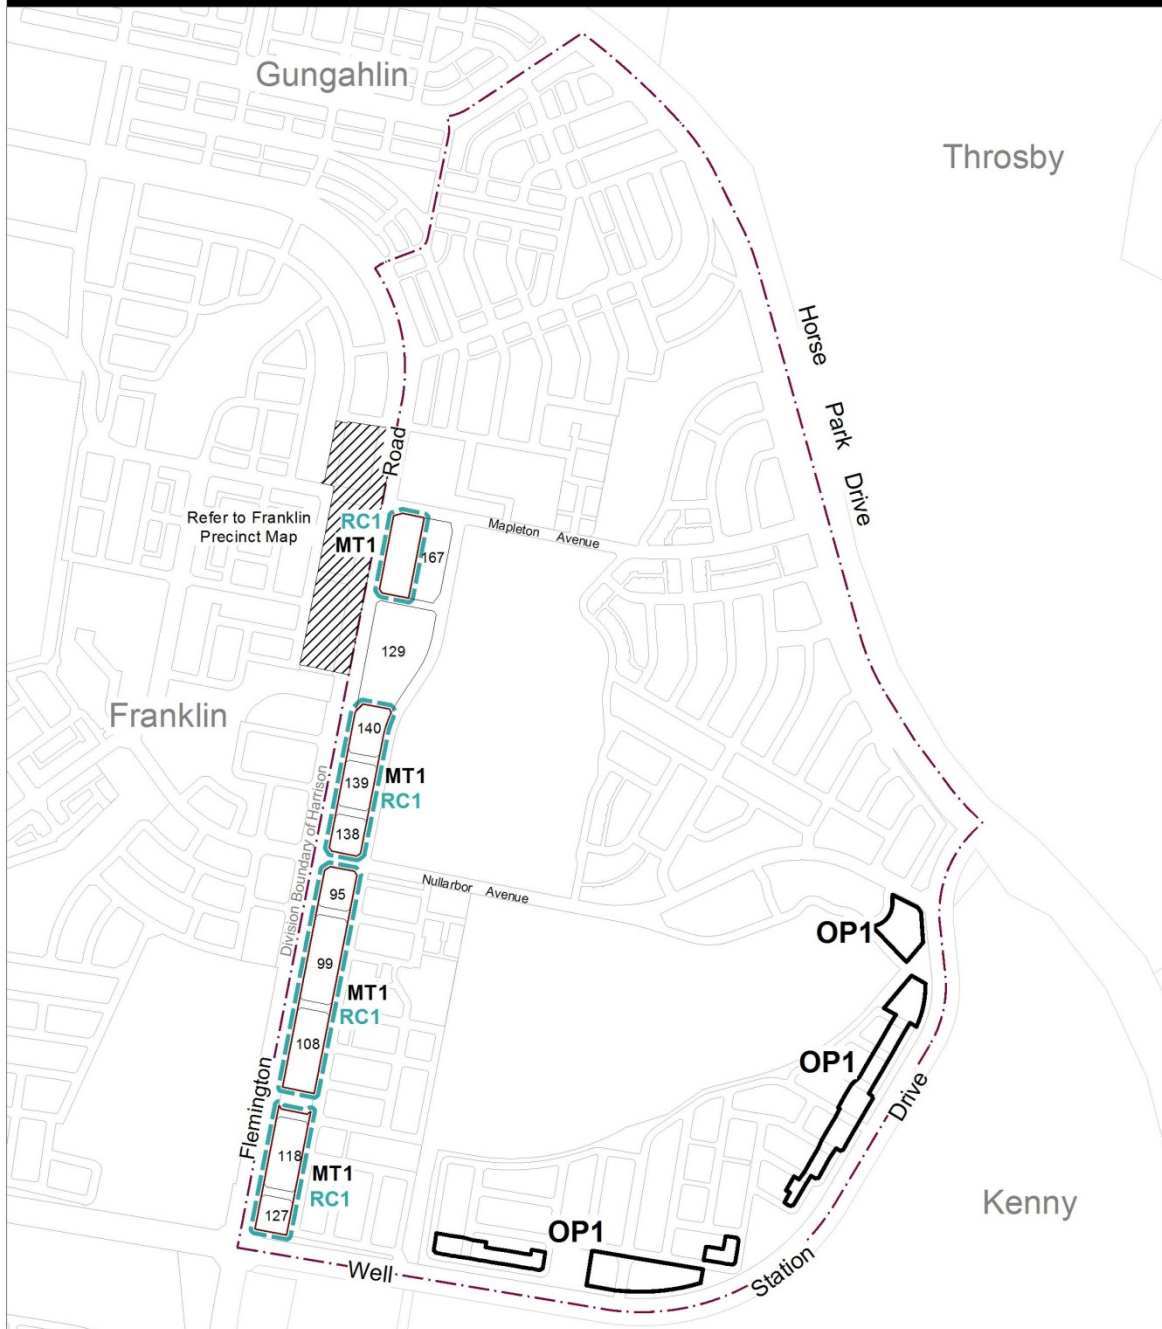 Gungahlin
Throsby
Horse
Park
Drive
Road
Refer to Franklin
Precinct Map
RC1
MT1
167
Mapleton Avenue
129
Franklin
140
139
138
MT1
RC1
Division Boundary of Harrison
Nullarbor Avenue
95
99
108
MT1
RC1
OP1
OP1
Drive
Flemington
118
127
MT1
RC1
Kenny
OP1
Well
Station